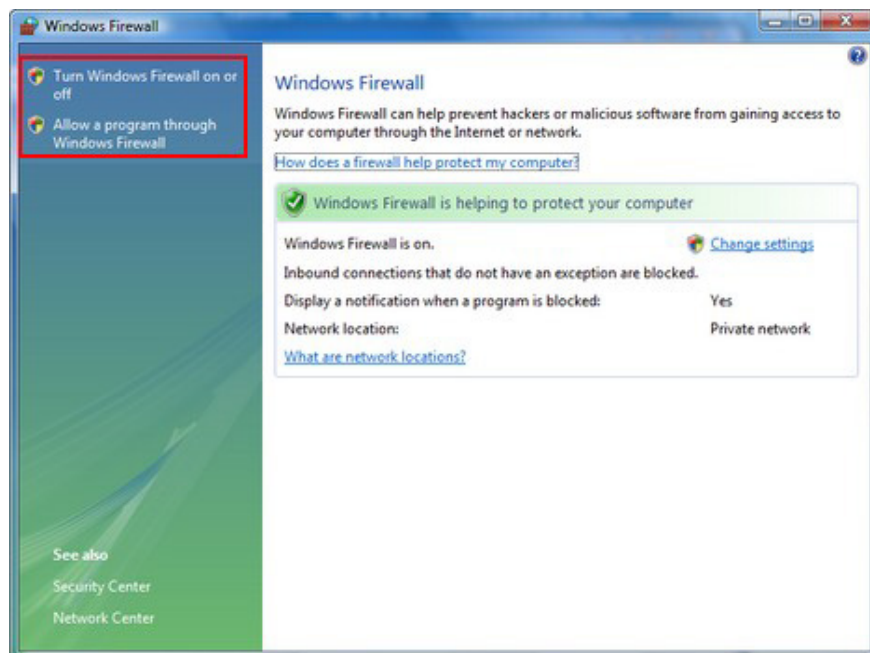 Windows Firewall
Turn Windows Firewall on or
off
Allow a program through
Windows Firewall
Windows Firewall
Windows Firewall can help prevent hackers or malicious software from gaining access to
your computer through the Internet or network.
How does a firewall help protect my computer?
Windows Firewall is helping to protect your computer
Windows Firewall is on.
Change settings
Inbound connections that do not have an exception are blocked.
Display a notification when a program is blocked: Yes
Network location: Private network
What are network locations?
See also
Security Center
Network Center